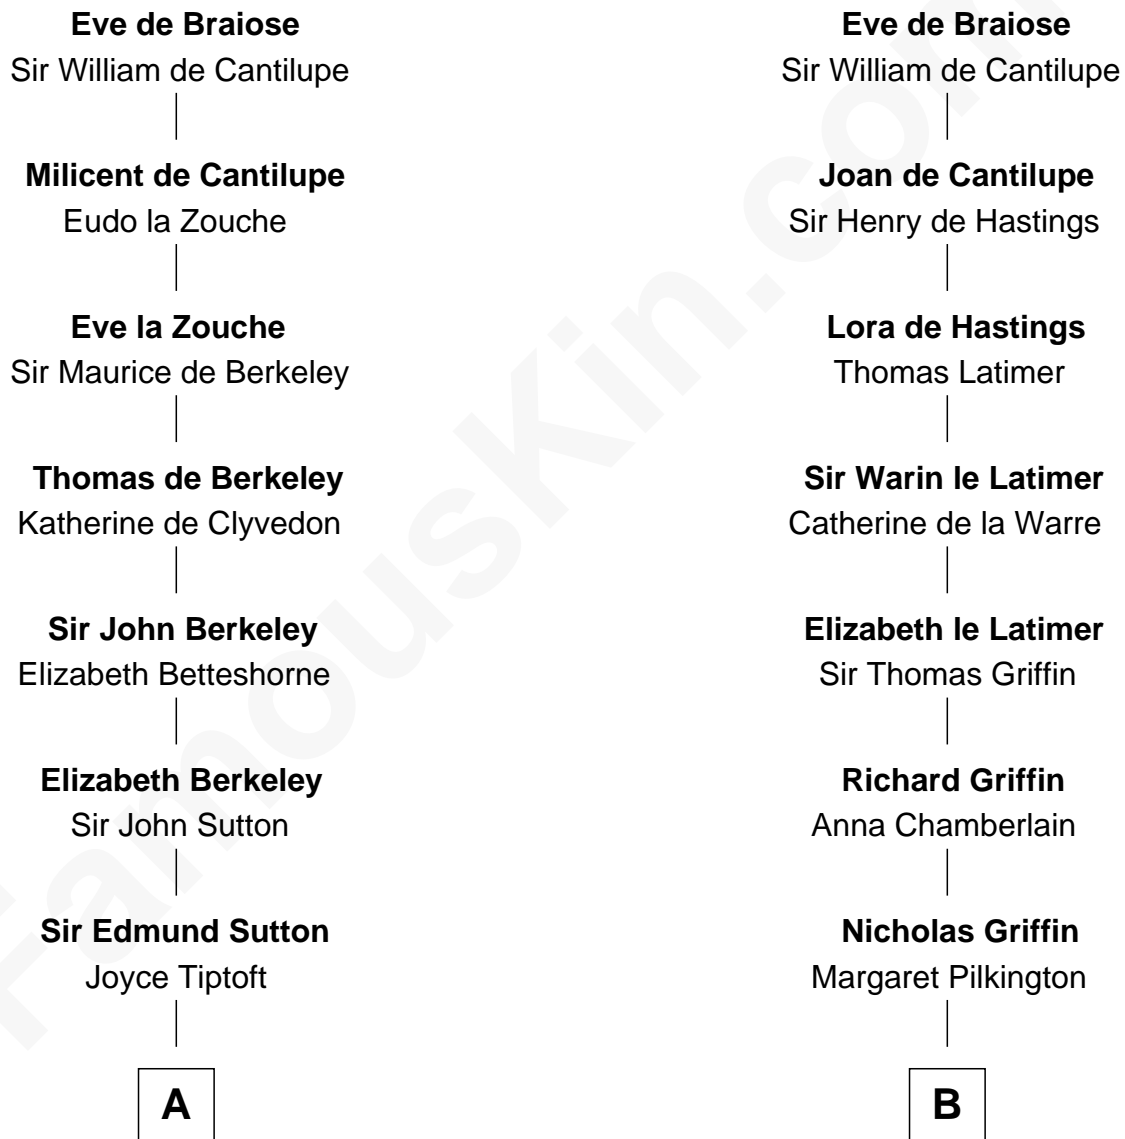 Eve de Braiose
Sir William de Cantilupe
Milicent de Cantilupe
Eudo la Zouche
Eve la Zouche
Sir Maurice de Berkeley
Thomas de Berkeley
Katherine de Clyvedon
Sir John Berkeley
Elizabeth Betteshorne
Elizabeth Berkeley
Sir John Sutton
Sir Edmund Sutton
Joyce Tiptoft
A
Eve de Braiose
Sir William de Cantilupe
Joan de Cantilupe
Sir Henry de Hastings
Lora de Hastings
Thomas Latimer
Sir Warin le Latimer
Catherine de la Warre
Elizabeth le Latimer
Sir Thomas Griffin
Richard Griffin
Anna Chamberlain
Nicholas Griffin
Margaret Pilkington
B
FamousKin.com